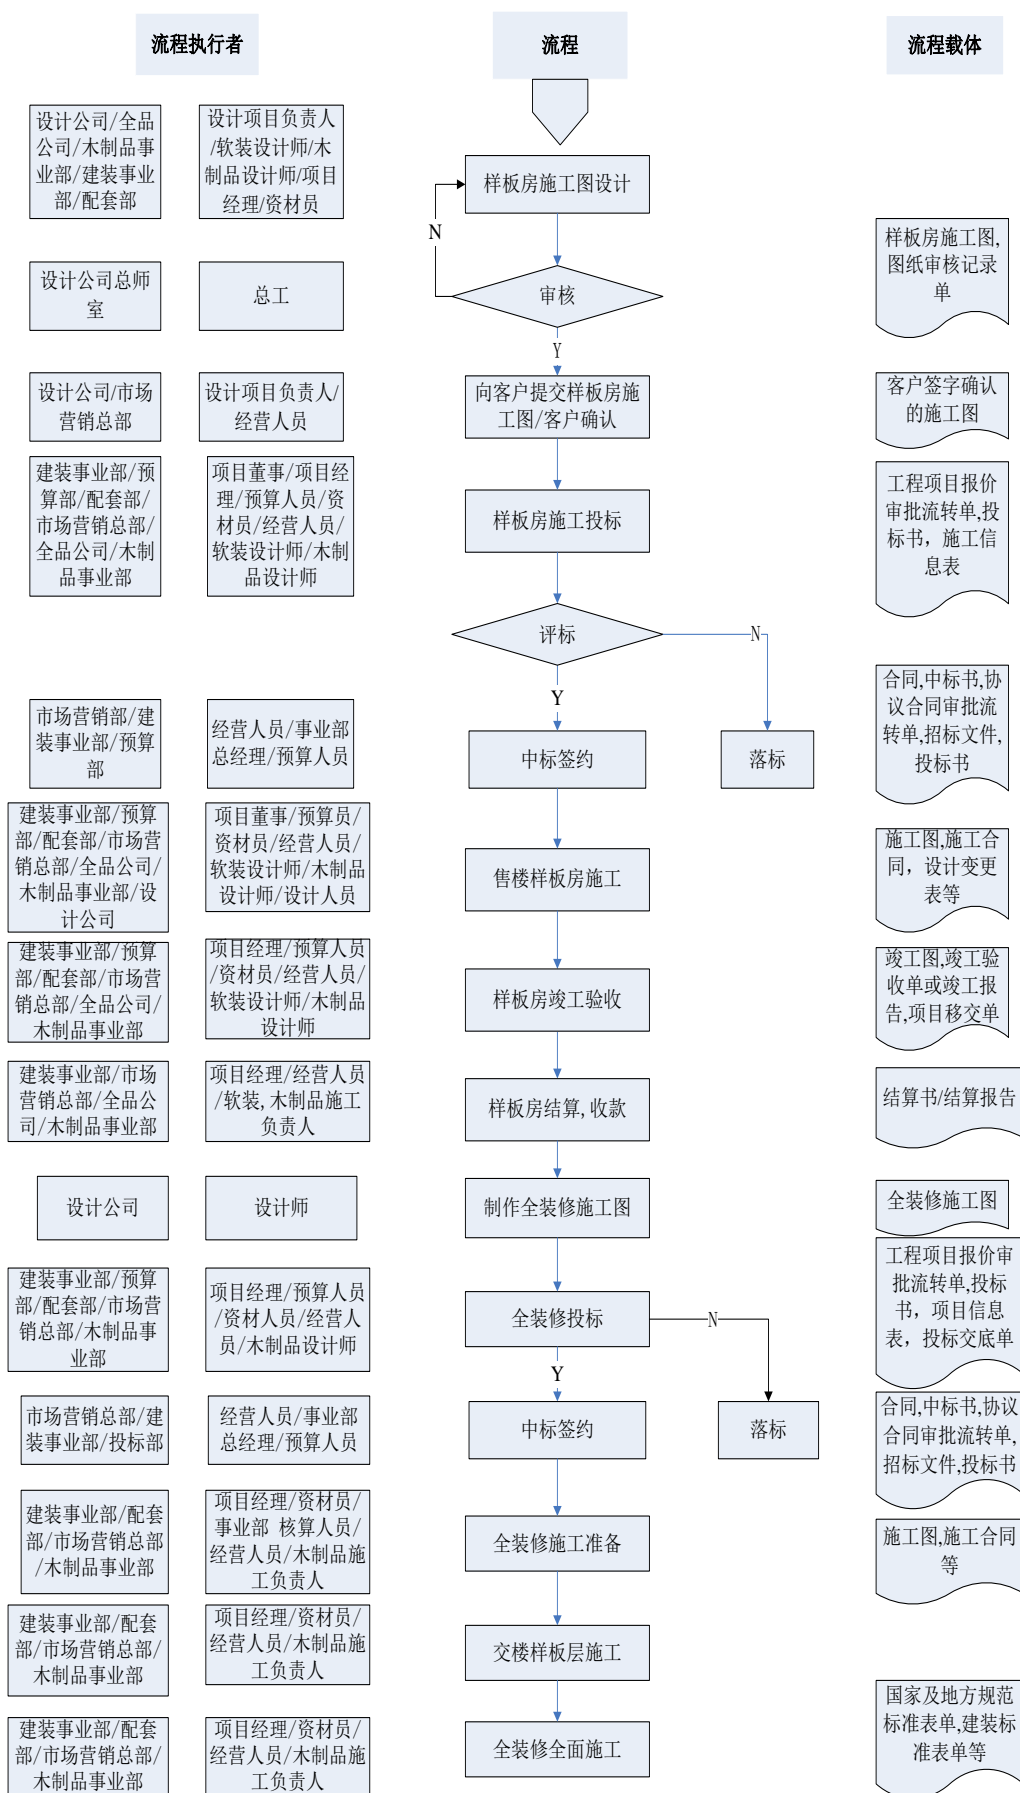 流程执行者
流程
流程载体
设计公司/全品
公司/木制品事
业部/建装事业
部/配套部
设计项目负责人
/软装设计师/木
制品设计师/项目
经理/资材员
样板房施工图设计
N
样板房施工图,
图纸审核记录
单
设计公司总师
室
总工
审核
Y
设计公司/市场
营销总部
设计项目负责人/
经营人员
向客户提交样板房施
工图/客户确认
客户签字确认
的施工图
建装事业部/预
算部/配套部/
市场营销总部/
全品公司/木制
品事业部
项目董事/项目经
理/预算人员/资
材员/经营人员/
软装设计师/木制
品设计师
样板房施工投标
工程项目报价
审批流转单,投
标书，施工信
息表
评标
N
Y
市场营销部/建
装事业部/预算
部
经营人员/事业部
总经理/预算人员
中标签约
落标
合同,中标书,协
议合同审批流
转单,招标文件,
投标书
建装事业部/预算
部/配套部/市场营
销总部/全品公司/
木制品事业部/设
计公司
项目董事/预算员/
资材员/经营人员/
软装设计师/木制品
设计师/设计人员
售楼样板房施工
施工图,施工合
同，设计变更
表等
建装事业部/预算
部/配套部/市场营
销总部/全品公司/
木制品事业部
项目经理/预算人员
/资材员/经营人员/
软装设计师/木制品
设计师
样板房竣工验收
竣工图,竣工验
收单或竣工报
告,项目移交单
建装事业部/市场
营销总部/全品公
司/木制品事业部
项目经理/经营人员
/软装,木制品施工
负责人
样板房结算,收款
结算书/结算报告
设计公司
设计师
制作全装修施工图
全装修施工图
建装事业部/预算
部/配套部/市场营
销总部/木制品事
业部
项目经理/预算人员
/资材人员/经营人
员/木制品设计师
全装修投标
N
Y
工程项目报价审
批流转单,投标
书，项目信息
表，投标交底单
市场营销总部/建
装事业部/投标部
经营人员/事业部
总经理/预算人员
中标签约
落标
合同,中标书,协议
合同审批流转单,
招标文件,投标书
建装事业部/配套
部/市场营销总部
/木制品事业部
项目经理/资材员/
事业部 核算人员/
经营人员/木制品施
工负责人
全装修施工准备
施工图,施工合同
等
建装事业部/配套
部/市场营销总部/
木制品事业部
项目经理/资材员/
经营人员/木制品施
工负责人
交楼样板层施工
建装事业部/配套
部/市场营销总部/
木制品事业部
项目经理/资材员/
经营人员/木制品施
工负责人
全装修全面施工
国家及地方规范
标准表单,建装标
准表单等